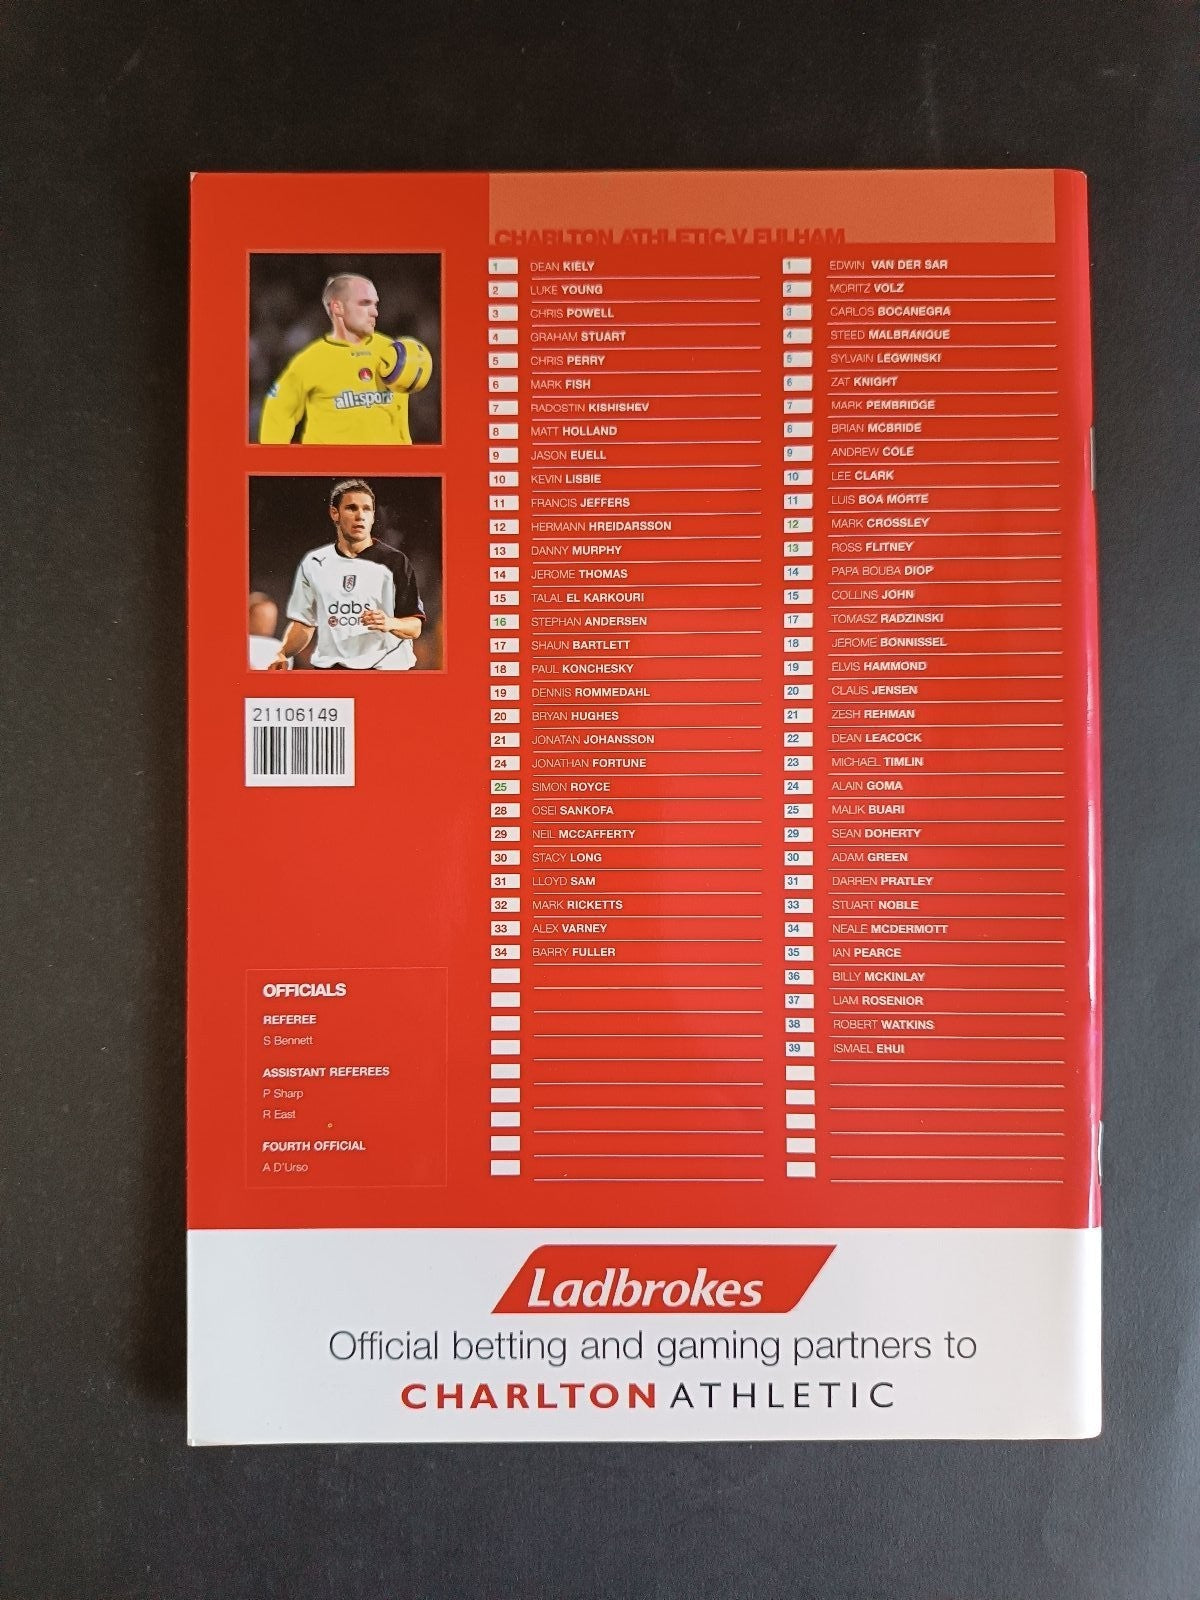 CHARLTON ATHLETIC V FULHAM
all:sports
dabs
.com
21106149
1 DEAN KIELY
2 LUKE YOUNG
3 CHRIS POWELL
4 GRAHAM STUART
5 CHRIS PERRY
6 MARK FISH
7 RADOSTIN KISHISHEV
8 MATT HOLLAND
9 JASON EUELL
10 KEVIN LISBIE
11 FRANCIS JEFFERS
12 HERMANN HREIDARSSON
13 DANNY MURPHY
14 JEROME THOMAS
15 TALAL EL KARKOURI
16 STEPHAN ANDERSEN
17 SHAUN BARTLETT
18 PAUL KONCHESKY
19 DENNIS ROMMEDAHL
20 BRYAN HUGHES
21 JONATAN JOHANSSON
24 JONATHAN FORTUNE
25 SIMON ROYCE
28 OSEI SANKOFA
29 NEIL MCCAFFERTY
30 STACY LONG
31 LLOYD SAM
32 MARK RICKETTS
33 ALEX VARNEY
34 BARRY FULLER
1 EDWIN VAN DER SAR
2 MORITZ VOLZ
3 CARLOS BOCANEGRA
4 STEED MALBRANQUE
5 SYLVAIN LEGWINSKI
6 ZAT KNIGHT
7 MARK PEMBRIDGE
8 BRIAN MCBRIDE
9 ANDREW COLE
10 LEE CLARK
11 LUIS BOA MORTE
12 MARK CROSSLEY
13 ROSS FLITNEY
14 PAPA BOUBA DIOP
15 COLLINS JOHN
17 TOMASZ RADZINSKI
18 JEROME BONNISSEL
19 ELVIS HAMMOND
20 CLAUS JENSEN
21 ZESH REHMAN
22 DEAN LEACOCK
23 MICHAEL TIMLIN
24 ALAIN GOMA
25 MALIK BUARI
29 SEAN DOHERTY
30 ADAM GREEN
31 DARREN PRATLEY
33 STUART NOBLE
34 NEALE MCDERMOTT
35 IAN PEARCE
36 BILLY MCKINLAY
37 LIAM ROSENIOR
38 ROBERT WATKINS
39 ISMAEL EHUI
OFFICIALS
REFEREE
S Bennett
ASSISTANT REFEREES
P Sharp
R East
FOURTH OFFICIAL
A D'Urso
Ladbrokes
Official betting and gaming partners to
CHARLTON ATHLETIC